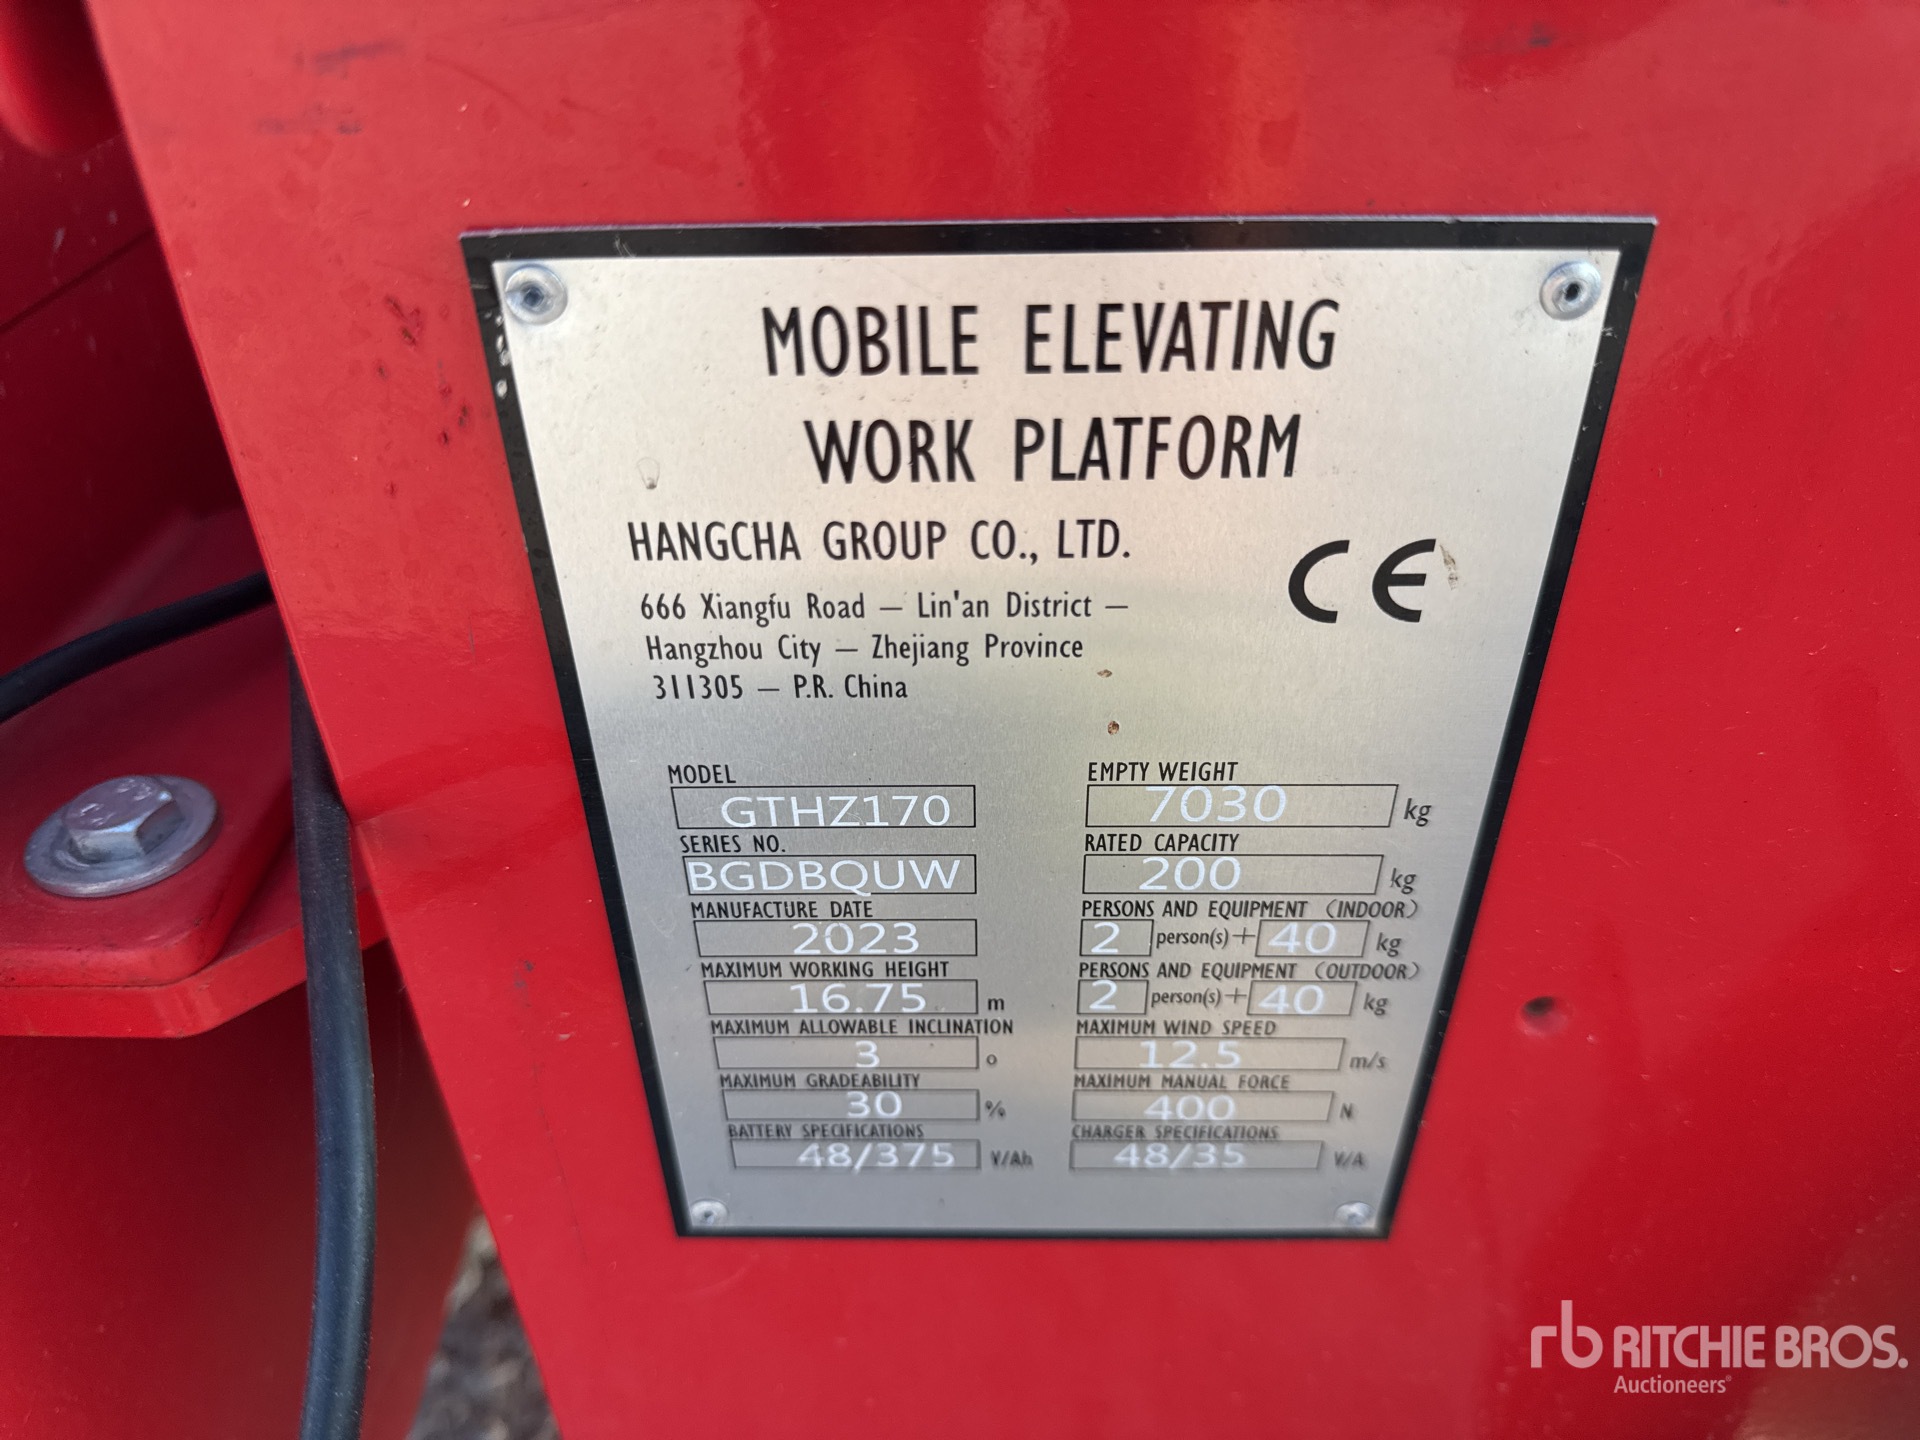 MOBILE ELEVATING
WORK PLATFORM
HANGCHA GROUP CO., LTD.
666 Xiangfu Road — Lin'an District —
Hangzhou City — Zhejiang Province
311305 — P.R. China
CE
MODEL
GTHZ170
SERIES NO.
BGDBQUW
MANUFACTURE DATE
2023
MAXIMUM WORKING HEIGHT
16.75 m
MAXIMUM ALLOWABLE INCLINATION
3 °
MAXIMUM GRADEABILITY
30 %
BATTERY SPECIFICATIONS
48/375 V/Ah
EMPTY WEIGHT
7030 kg
RATED CAPACITY
200 kg
PERSONS AND EQUIPMENT (INDOOR)
2 person(s) + 40 kg
PERSONS AND EQUIPMENT (OUTDOOR)
2 person(s) + 40 kg
MAXIMUM WIND SPEED
12.5 m/s
MAXIMUM MANUAL FORCE
400 N
CHARGER SPECIFICATIONS
48/35 V/A
rb RITCHIE BROS.
Auctioneers®